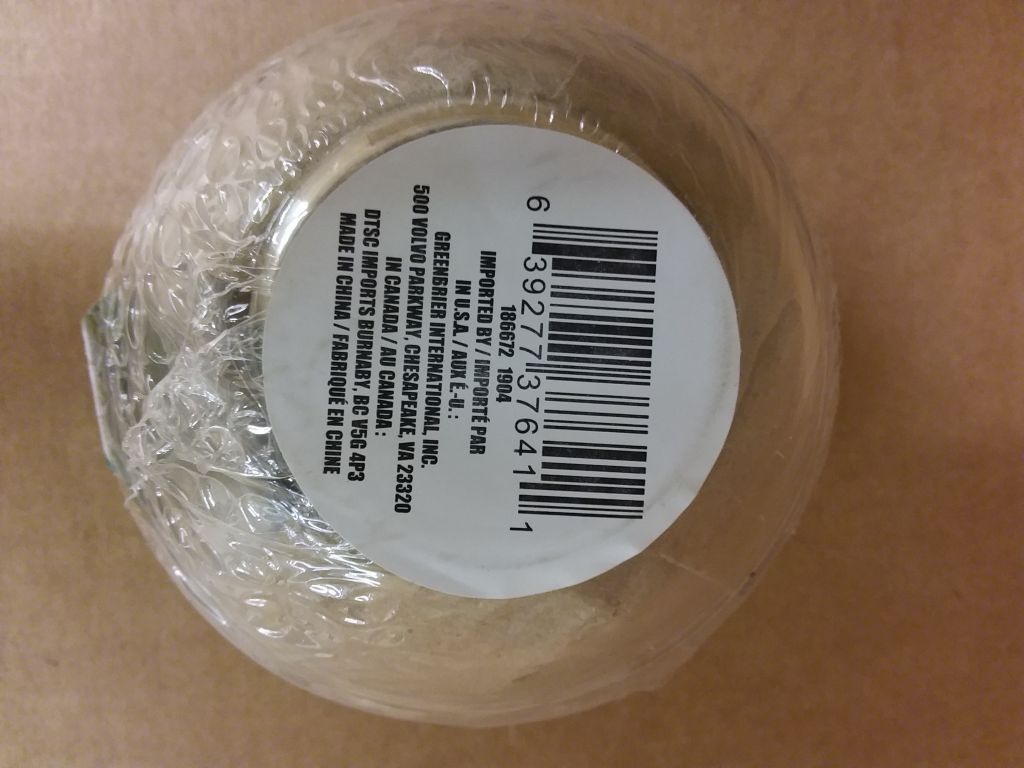 6 39277 37641 1
186672 1904
IMPORTED BY / IMPORTÉ PAR
IN U.S.A. / AUX É.-U. :
GREENBRIER INTERNATIONAL, INC.
500 VOLVO PARKWAY, CHESAPEAKE, VA 23320
IN CANADA / AU CANADA :
DTSC IMPORTS BURNABY, BC V5G 4P3
MADE IN CHINA / FABRIQUÉ EN CHINE